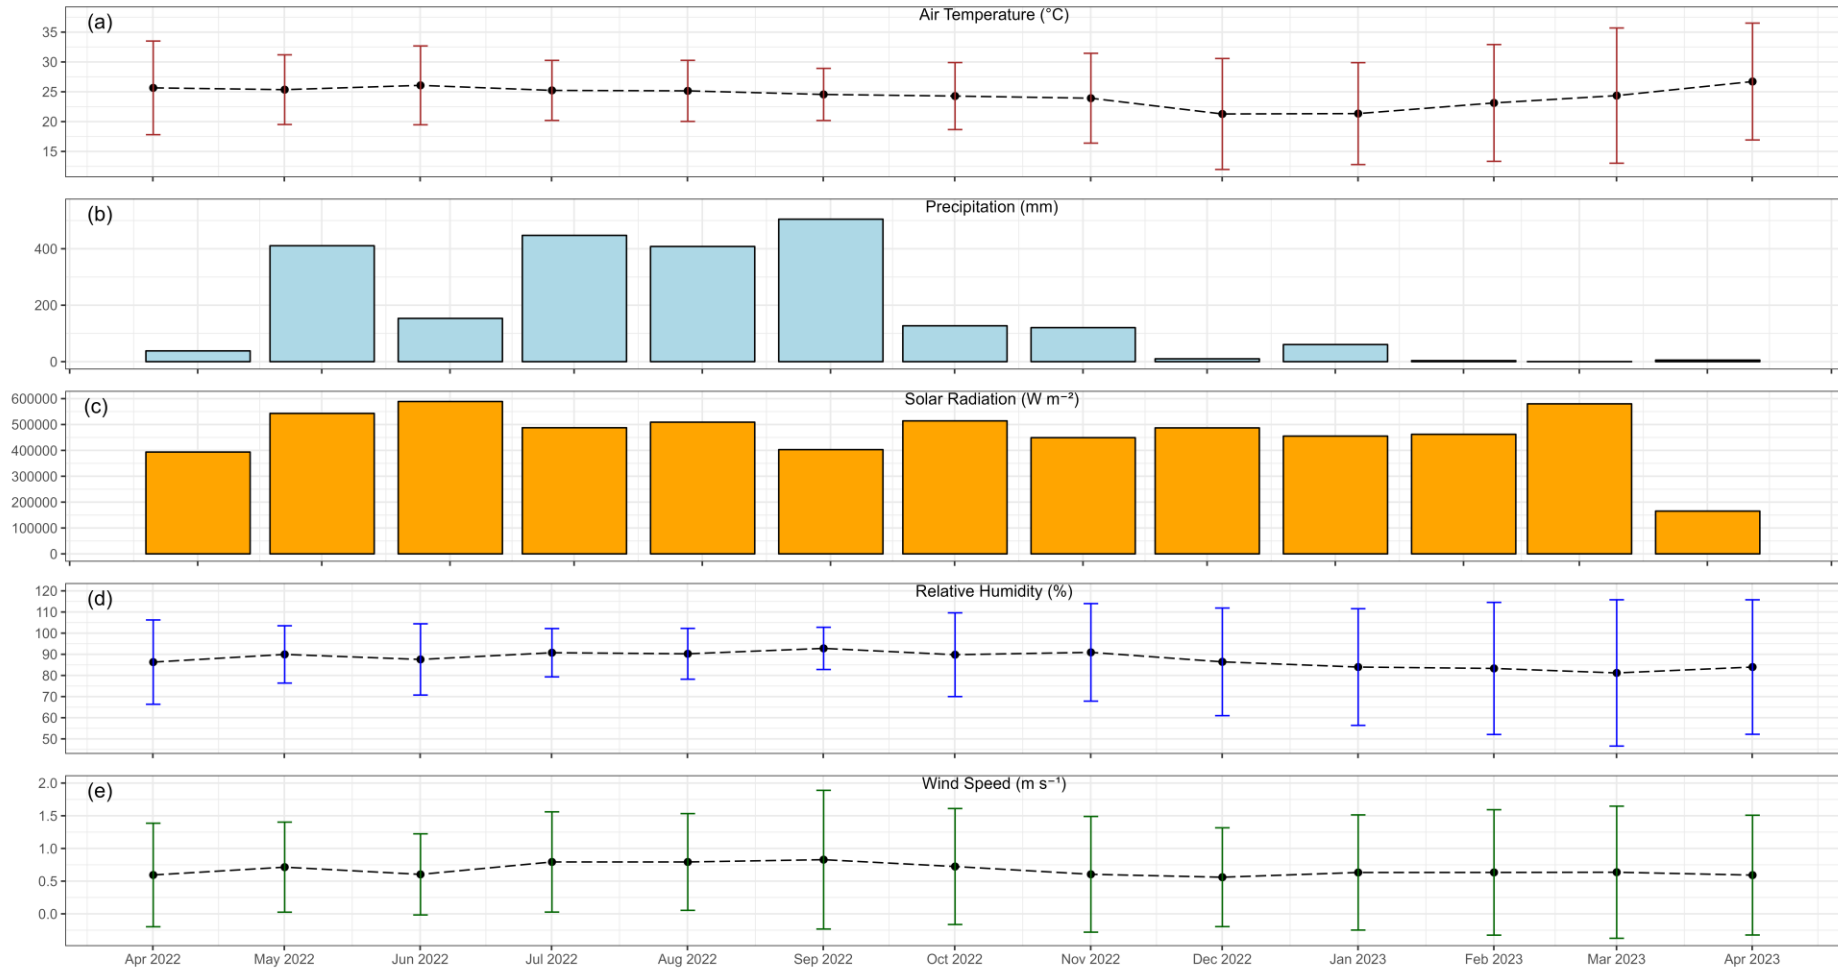 (a)
Air Temperature (°C)
35
30
25
20
15
(b)
Precipitation (mm)
400
200
0
(c)
Solar Radiation (W m⁻²)
600000
500000
400000
300000
200000
100000
0
(d)
Relative Humidity (%)
120
110
100
90
80
70
60
50
(e)
Wind Speed (m s⁻¹)
2.0
1.5
1.0
0.5
0.0
Apr 2022 May 2022 Jun 2022 Jul 2022 Aug 2022 Sep 2022 Oct 2022 Nov 2022 Dec 2022 Jan 2023 Feb 2023 Mar 2023 Apr 2023